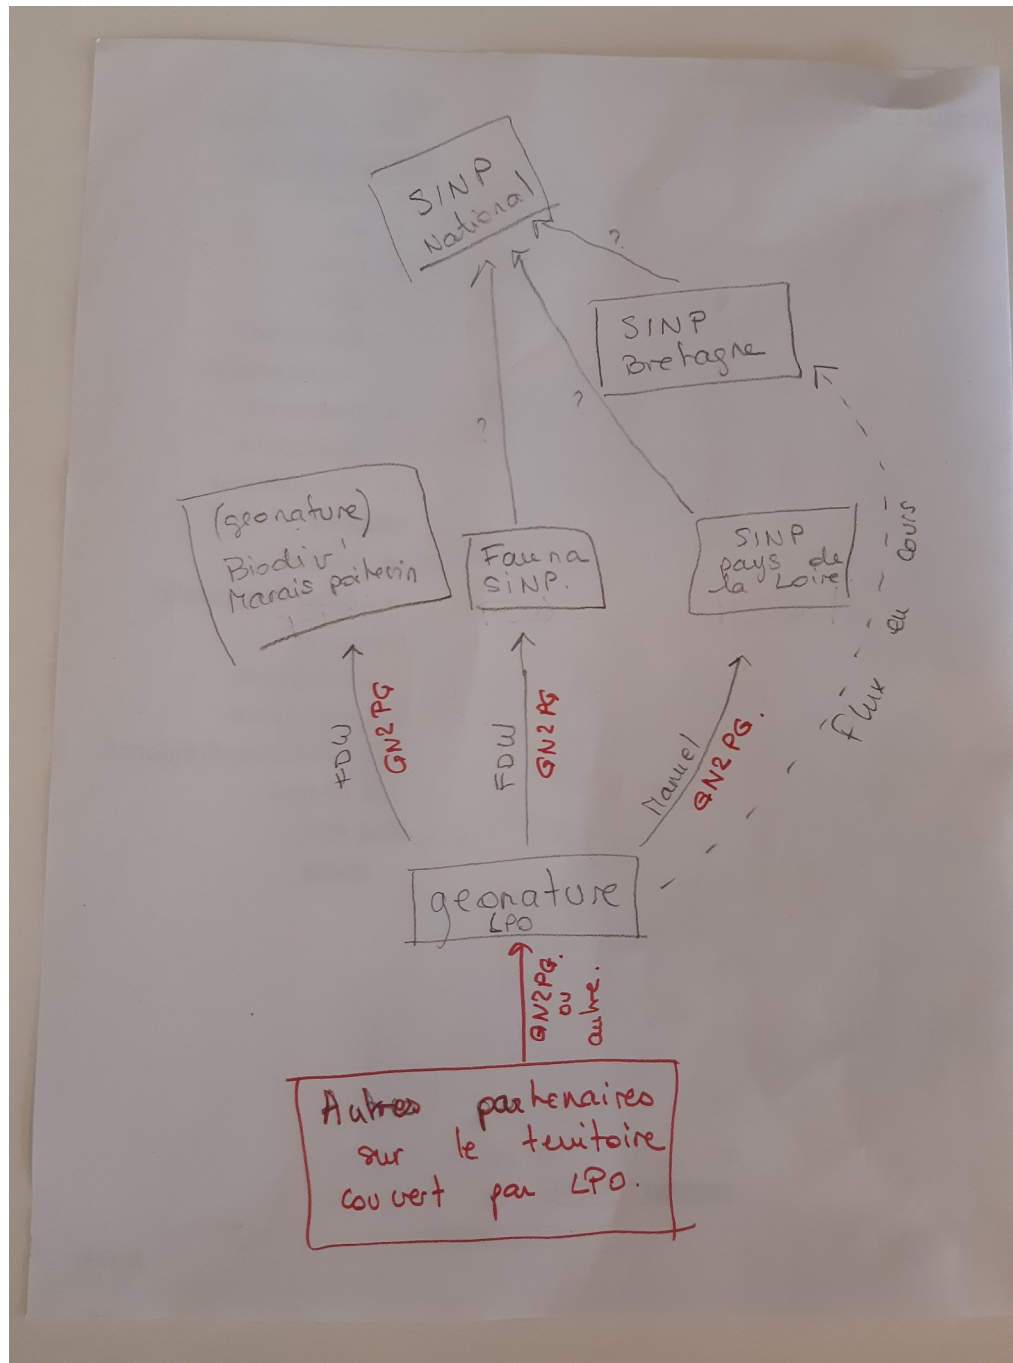 SINP
National
?
SINP
Bretagne
?
?
(geonature)
Biodiv'
Marais poitevin
Fauna
SINP.
SINP
pays de
la Loire
Flux en cours
FDW
GN2PG
FDW
GN2PG
Manuel
GN2PG.
geonature
LPO
GN2PG.
ou
autre.
Autres partenaires
sur le territoire
couvert par LPO.